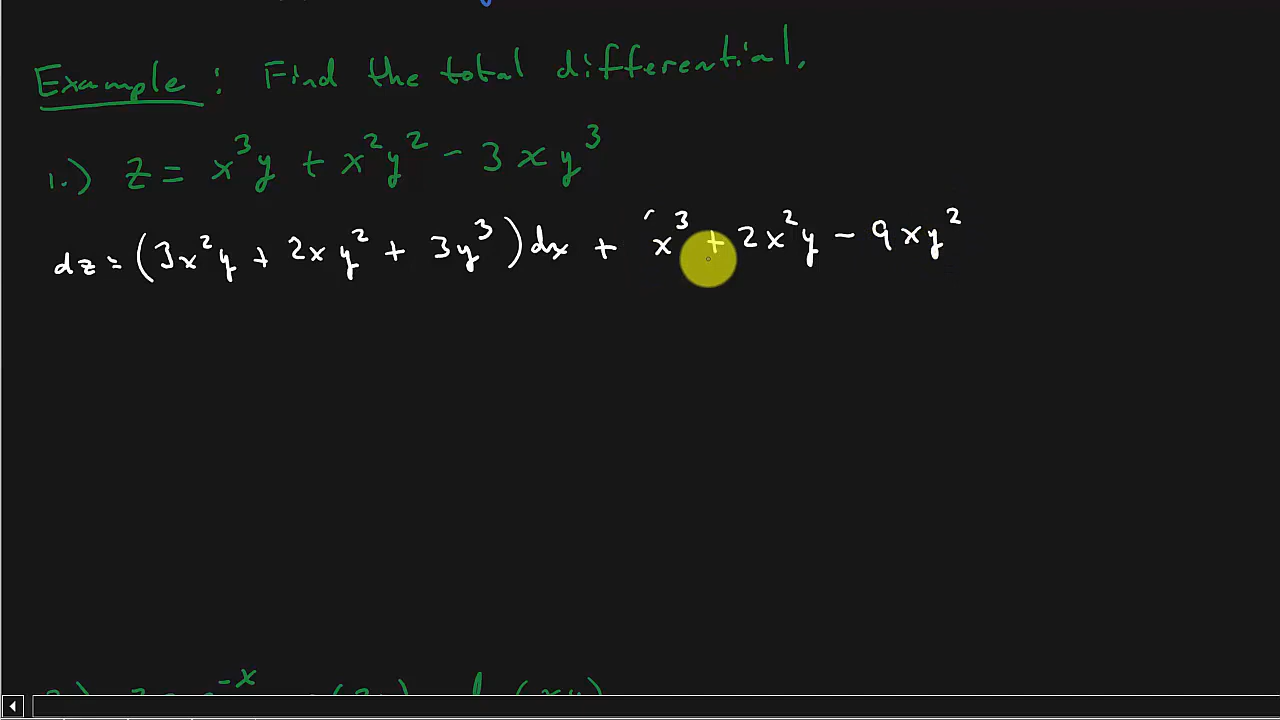 Example: Find the total differential.
1.) z = x³y + x²y² - 3xy³
dz = (3x²y + 2xy² + 3y³)dx + x³ + 2x²y - 9xy²